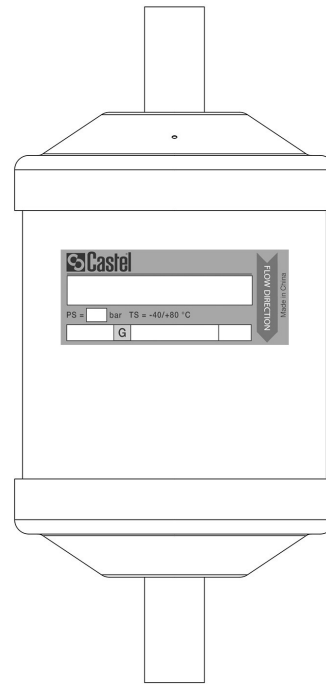 Castel
PS = bar TS = -40/+80 °C
G
FLOW DIRECTION
Made in China